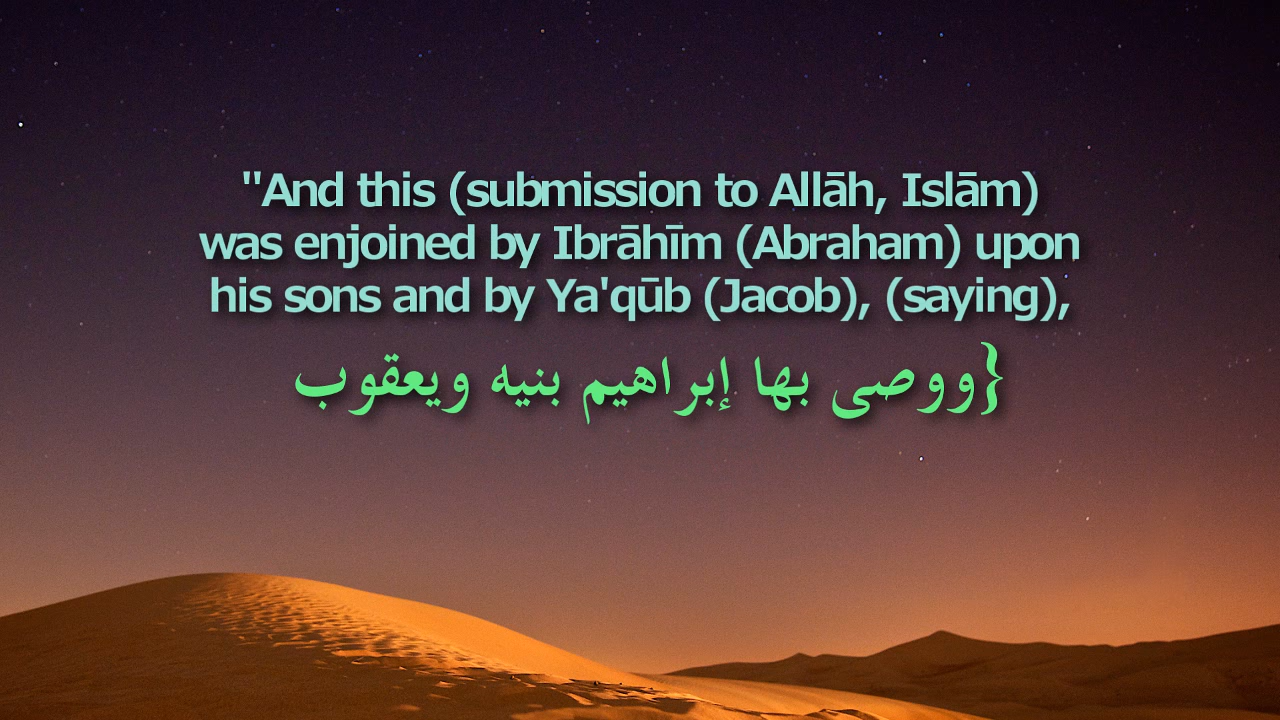 "And this (submission to Allāh, Islām)
was enjoined by Ibrāhīm (Abraham) upon
his sons and by Ya'qūb (Jacob), (saying),
{ووصى بها إبراهيم بنيه ويعقوب